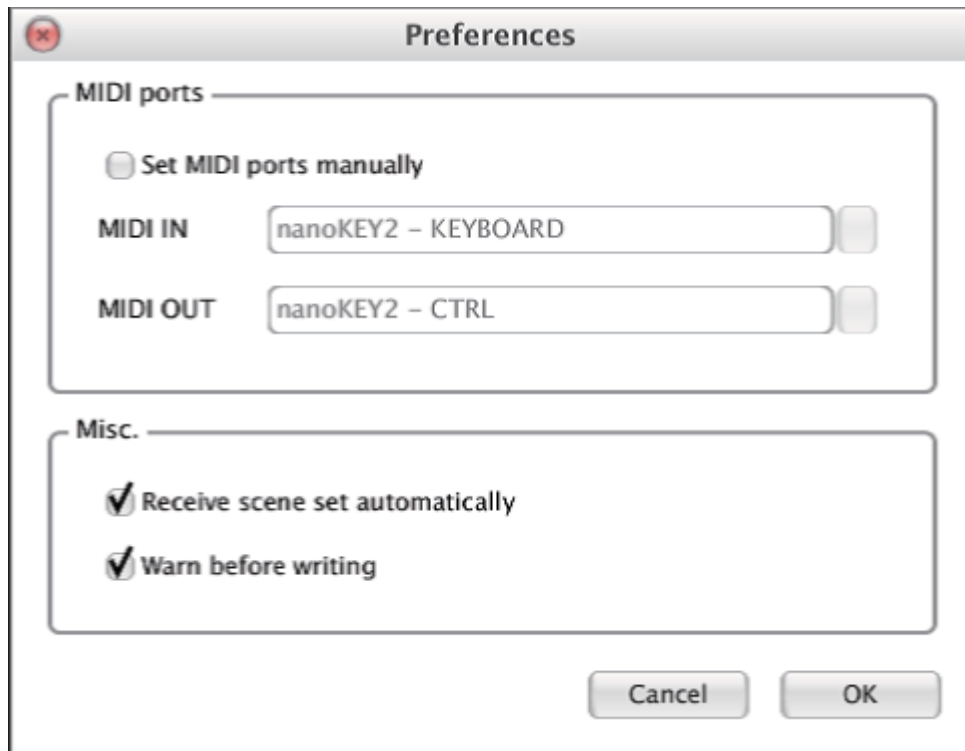 Preferences
MIDI ports
Set MIDI ports manually
MIDI IN nanoKEY2 – KEYBOARD
MIDI OUT nanoKEY2 – CTRL
Misc.
Receive scene set automatically
Warn before writing
Cancel OK